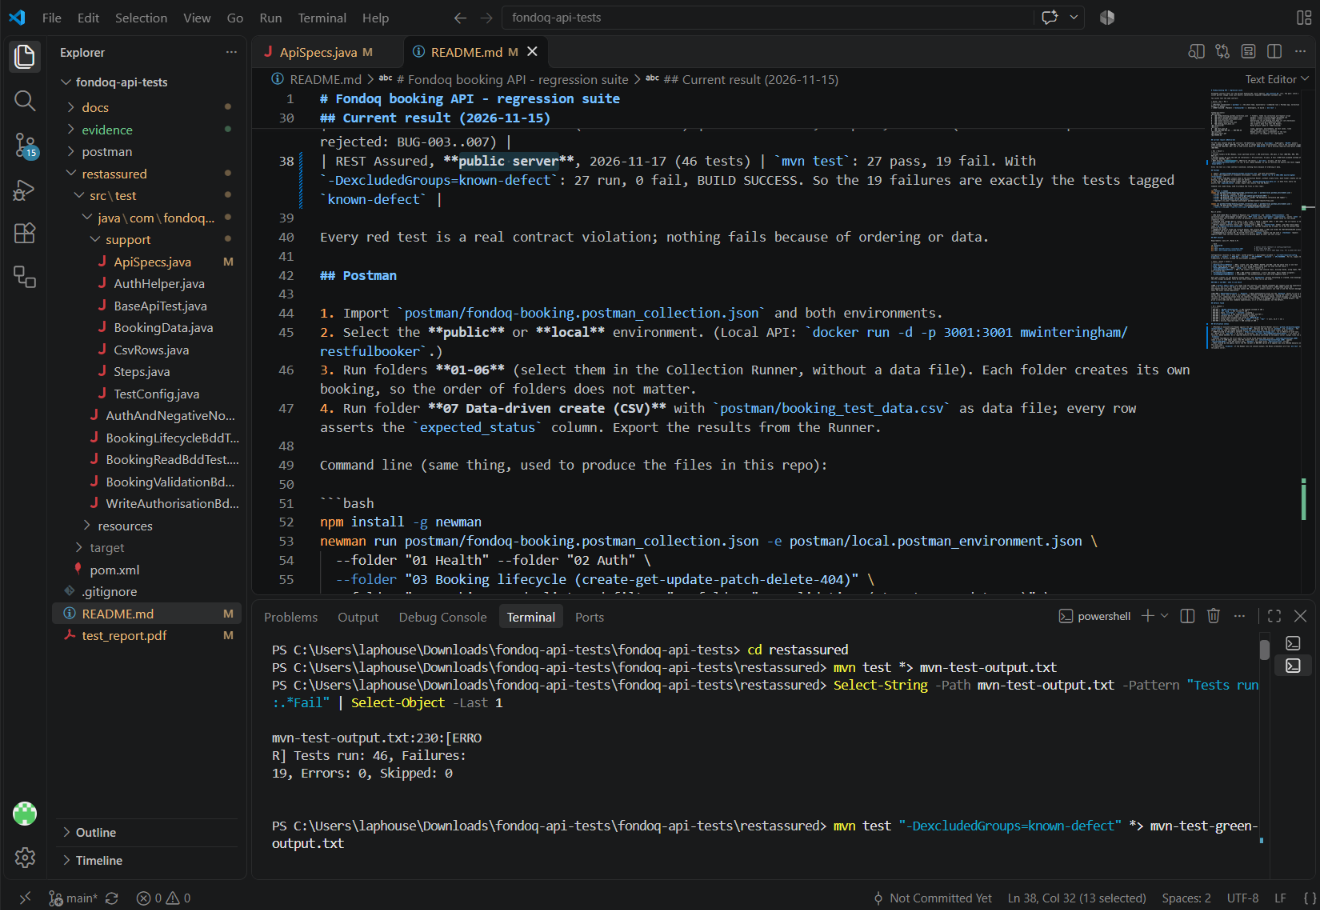 File Edit Selection View Go Run Terminal Help
fondoq-api-tests
Explorer
fondoq-api-tests
docs
evidence
postman
restassured
src\test
java\com\fondoq...
support
ApiSpecs.java M
AuthHelper.java
BaseApiTest.java
BookingData.java
CsvRows.java
Steps.java
TestConfig.java
AuthAndNegativeNo...
BookingLifecycleBddT...
BookingReadBddTest....
BookingValidationBd...
WriteAuthorisationBd...
resources
target
pom.xml
.gitignore
README.md M
test_report.pdf M
Outline
Timeline
15
ApiSpecs.java M
README.md M
README.md > # Fondoq booking API - regression suite > ## Current result (2026-11-15)
Text Editor
1 # Fondoq booking API - regression suite
30 ## Current result (2026-11-15)
rejected: BUG-003..007) |
38 | REST Assured, **public server**, 2026-11-17 (46 tests) | `mvn test`: 27 pass, 19 fail. With
`-DexcludedGroups=known-defect`: 27 run, 0 fail, BUILD SUCCESS. So the 19 failures are exactly the tests tagged
`known-defect` |
39
40 Every red test is a real contract violation; nothing fails because of ordering or data.
41
42 ## Postman
43
44 1. Import `postman/fondoq-booking.postman_collection.json` and both environments.
45 2. Select the **public** or **local** environment. (Local API: `docker run -d -p 3001:3001 mwinteringham/
restfulbooker`.)
46 3. Run folders **01-06** (select them in the Collection Runner, without a data file). Each folder creates its own
booking, so the order of folders does not matter.
47 4. Run folder **07 Data-driven create (CSV)** with `postman/booking_test_data.csv` as data file; every row
asserts the `expected_status` column. Export the results from the Runner.
48
49 Command line (same thing, used to produce the files in this repo):
50
51 ```bash
52 npm install -g newman
53 newman run postman/fondoq-booking.postman_collection.json -e postman/local.postman_environment.json \
54 --folder "01 Health" --folder "02 Auth" \
55 --folder "03 Booking lifecycle (create-get-update-patch-delete-404)" \
Problems Output Debug Console Terminal Ports
powershell
PS C:\Users\laphouse\Downloads\fondoq-api-tests\fondoq-api-tests> cd restassured
PS C:\Users\laphouse\Downloads\fondoq-api-tests\fondoq-api-tests\restassured> mvn test *> mvn-test-output.txt
PS C:\Users\laphouse\Downloads\fondoq-api-tests\fondoq-api-tests\restassured> Select-String -Path mvn-test-output.txt -Pattern "Tests run
:.*Fail" | Select-Object -Last 1
mvn-test-output.txt:230:[ERRO
R] Tests run: 46, Failures:
19, Errors: 0, Skipped: 0
PS C:\Users\laphouse\Downloads\fondoq-api-tests\fondoq-api-tests\restassured> mvn test "-DexcludedGroups=known-defect" *> mvn-test-green-
output.txt
main* 0 0
Not Committed Yet Ln 38, Col 32 (13 selected) Spaces: 2 UTF-8 LF { }